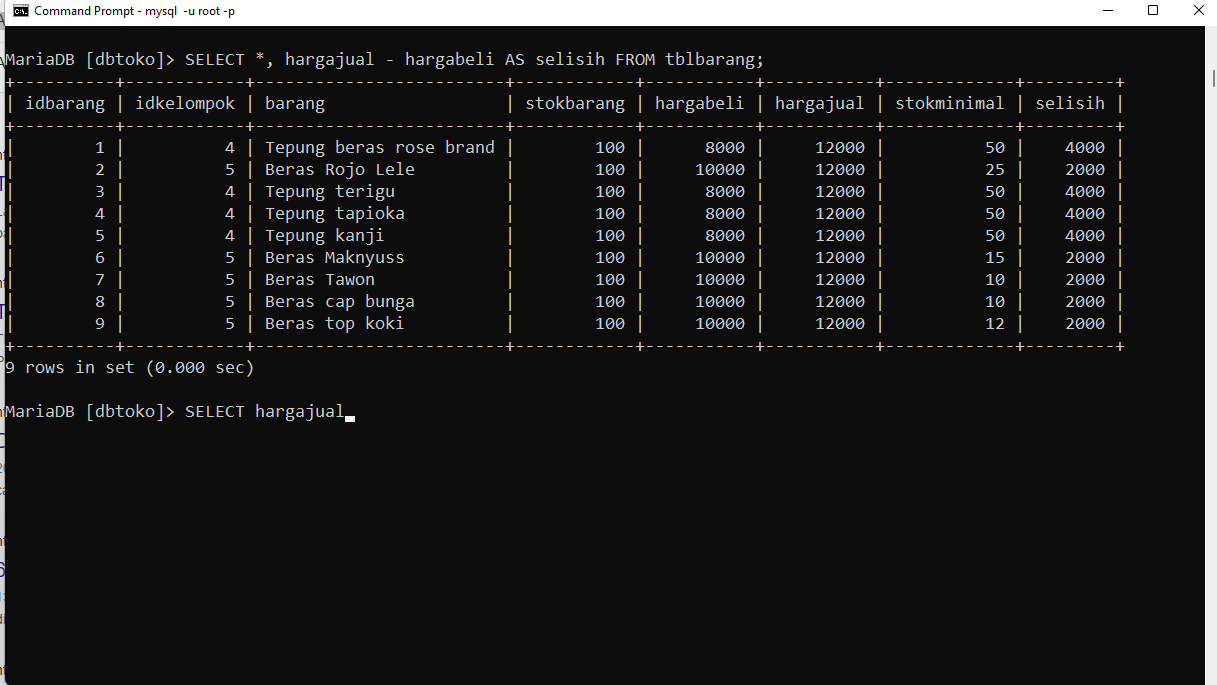 Command Prompt - mysql -u root -p
MariaDB [dbtoko]> SELECT *, hargajual - hargabeli AS selisih FROM tblbarang;
+----------+------------+-------------------------+------------+-----------+-----------+-------------+---------+
| idbarang | idkelompok | barang                  | stokbarang | hargabeli | hargajual | stokminimal | selisih |
+----------+------------+-------------------------+------------+-----------+-----------+-------------+---------+
|        1 |          4 | Tepung beras rose brand |        100 |      8000 |     12000 |          50 |    4000 |
|        2 |          5 | Beras Rojo Lele         |        100 |     10000 |     12000 |          25 |    2000 |
|        3 |          4 | Tepung terigu           |        100 |      8000 |     12000 |          50 |    4000 |
|        4 |          4 | Tepung tapioka          |        100 |      8000 |     12000 |          50 |    4000 |
|        5 |          4 | Tepung kanji            |        100 |      8000 |     12000 |          50 |    4000 |
|        6 |          5 | Beras Maknyuss          |        100 |     10000 |     12000 |          15 |    2000 |
|        7 |          5 | Beras Tawon             |        100 |     10000 |     12000 |          10 |    2000 |
|        8 |          5 | Beras cap bunga         |        100 |     10000 |     12000 |          10 |    2000 |
|        9 |          5 | Beras top koki          |        100 |     10000 |     12000 |          12 |    2000 |
+----------+------------+-------------------------+------------+-----------+-----------+-------------+---------+
9 rows in set (0.000 sec)
MariaDB [dbtoko]> SELECT hargajual